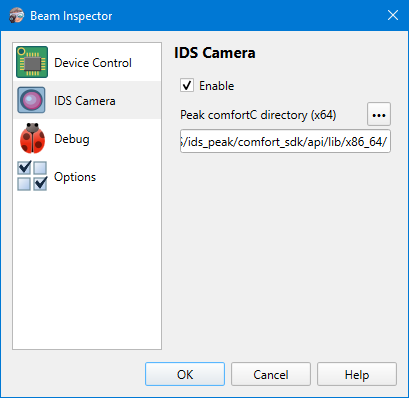 Beam Inspector
Device Control
IDS Camera
Debug
Options
IDS Camera
Enable
Peak comfortC directory (x64)
•••
/ids_peak/comfort_sdk/api/lib/x86_64/
OK
Cancel
Help